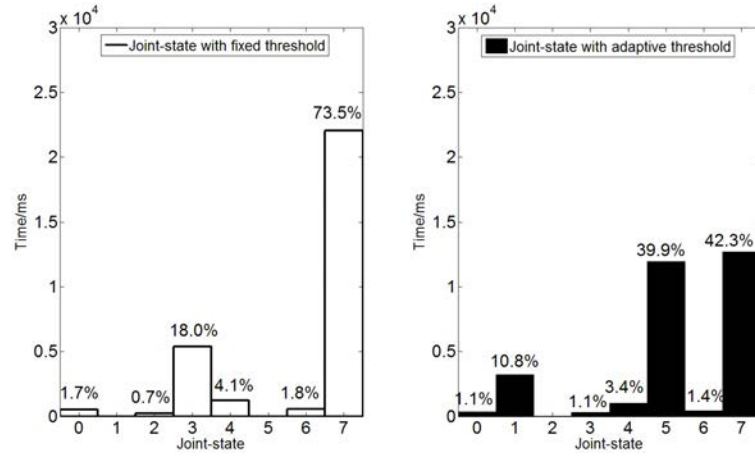 3 x 10⁴
Joint-state with fixed threshold
73.5%
2.5
2
Time/ms
1.5
1
18.0%
0.5
1.7%
0.7%
4.1%
1.8%
0
0 1 2 3 4 5 6 7
Joint-state
3 x 10⁴
Joint-state with adaptive threshold
2.5
2
Time/ms
1.5
39.9%
42.3%
1
10.8%
0.5
1.1%
1.1%
3.4%
1.4%
0
0 1 2 3 4 5 6 7
Joint-state